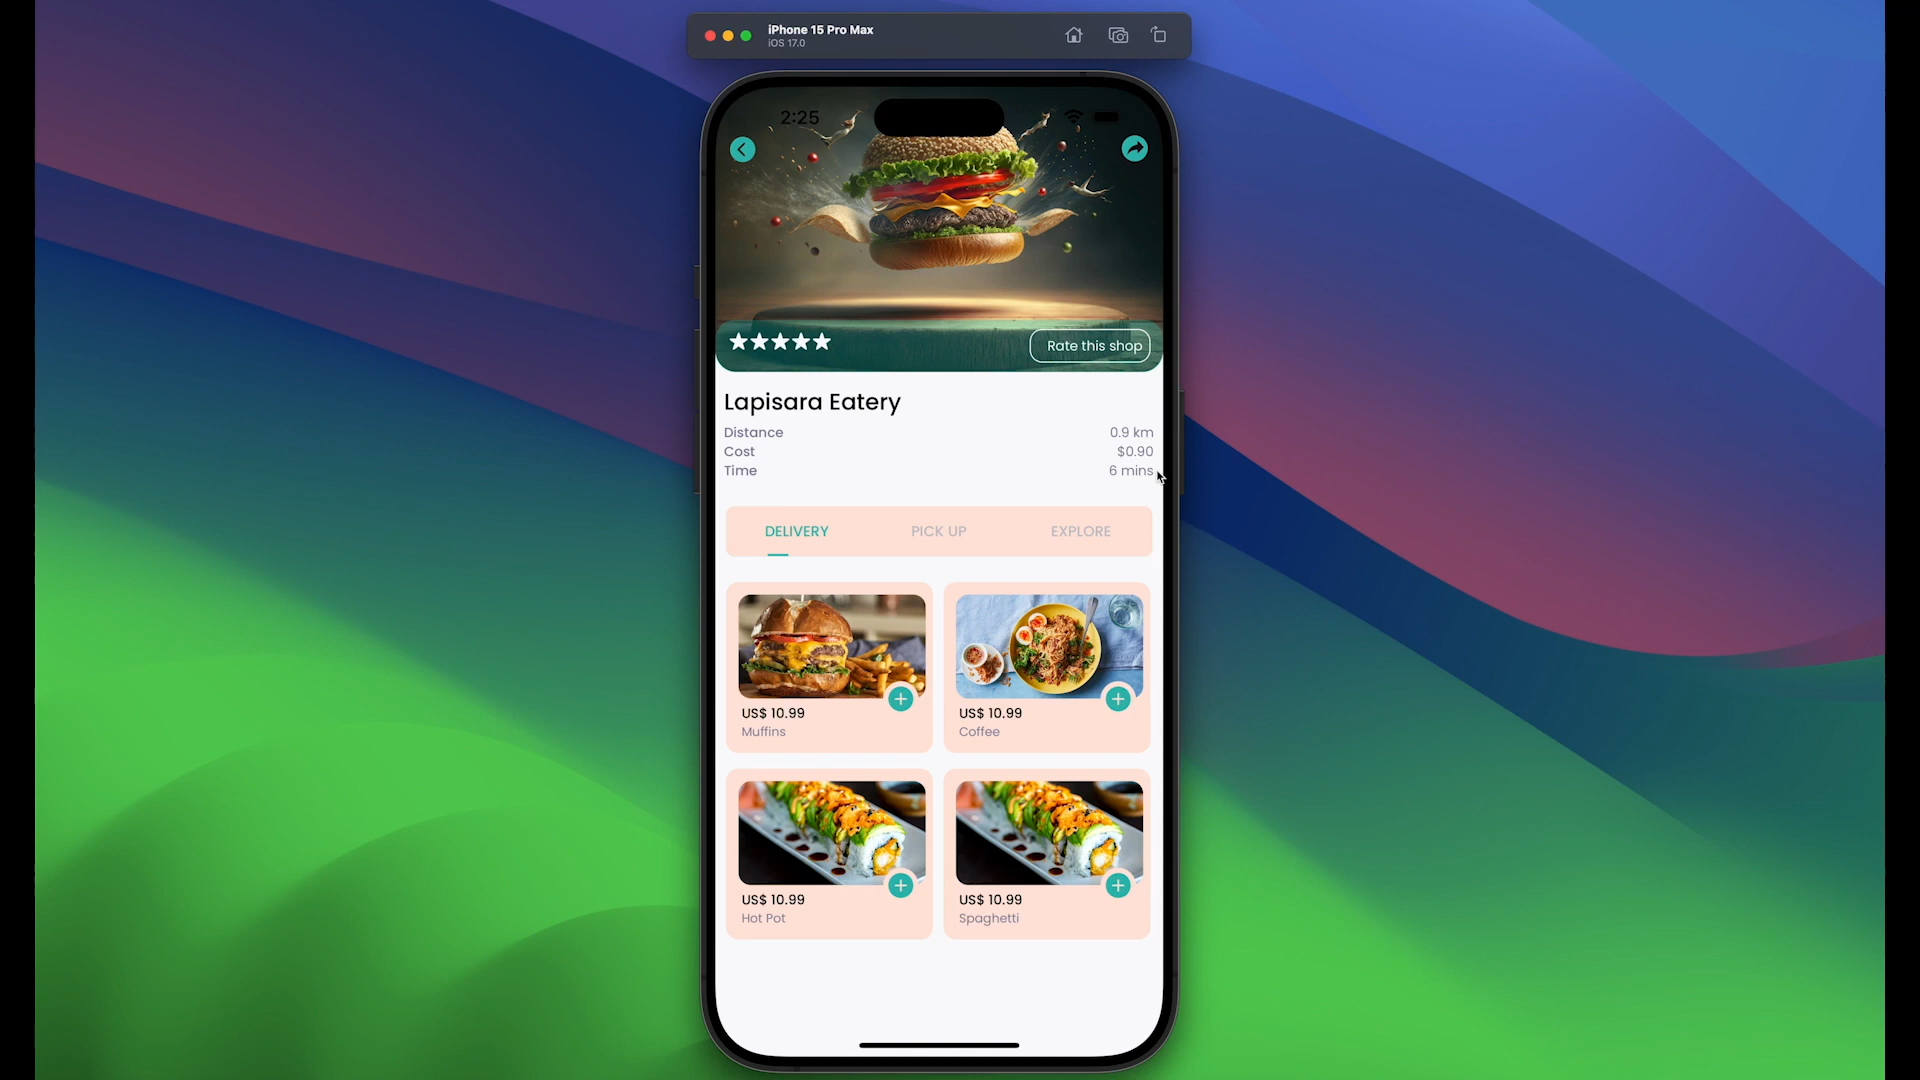 iPhone 15 Pro Max
iOS 17.0
2:25
Rate this shop
Lapisara Eatery
Distance 0.9 km
Cost $0.90
Time 6 mins
DELIVERY PICK UP EXPLORE
US$ 10.99
Muffins
US$ 10.99
Coffee
US$ 10.99
Hot Pot
US$ 10.99
Spaghetti